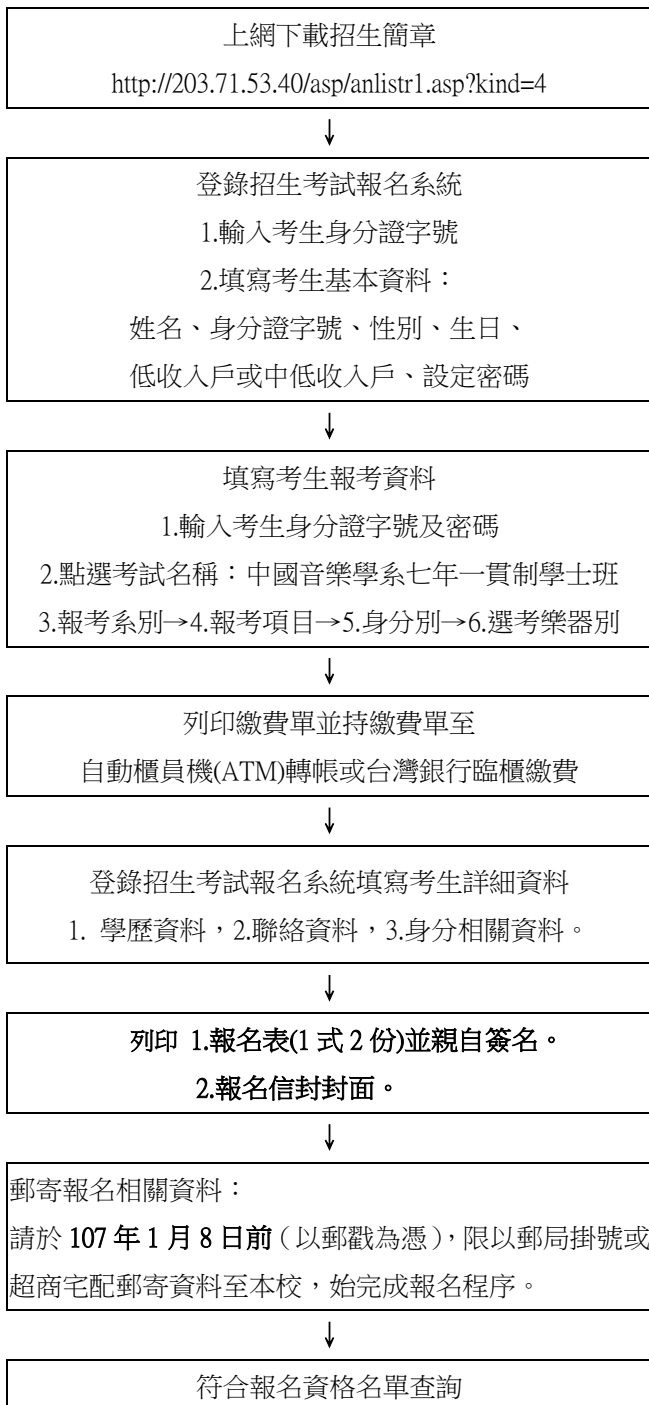 上網下載招生簡章
http://203.71.53.40/asp/anlistr1.asp?kind=4
↓
登錄招生考試報名系統
1.輸入考生身分證字號
2.填寫考生基本資料：
姓名、身分證字號、性別、生日、
低收入戶或中低收入戶、設定密碼
↓
填寫考生報考資料
1.輸入考生身分證字號及密碼
2.點選考試名稱：中國音樂學系七年一貫制學士班
3.報考系別→4.報考項目→5.身分別→6.選考樂器別
↓
列印繳費單並持繳費單至
自動櫃員機(ATM)轉帳或台灣銀行臨櫃繳費
↓
登錄招生考試報名系統填寫考生詳細資料
1. 學歷資料，2.聯絡資料，3.身分相關資料。
↓
列印 1.報名表(1 式 2 份)並親自簽名。
2.報名信封封面。
↓
郵寄報名相關資料：
請於 107 年 1 月 8 日前（以郵戳為憑），限以郵局掛號或
超商宅配郵寄資料至本校，始完成報名程序。
↓
符合報名資格名單查詢